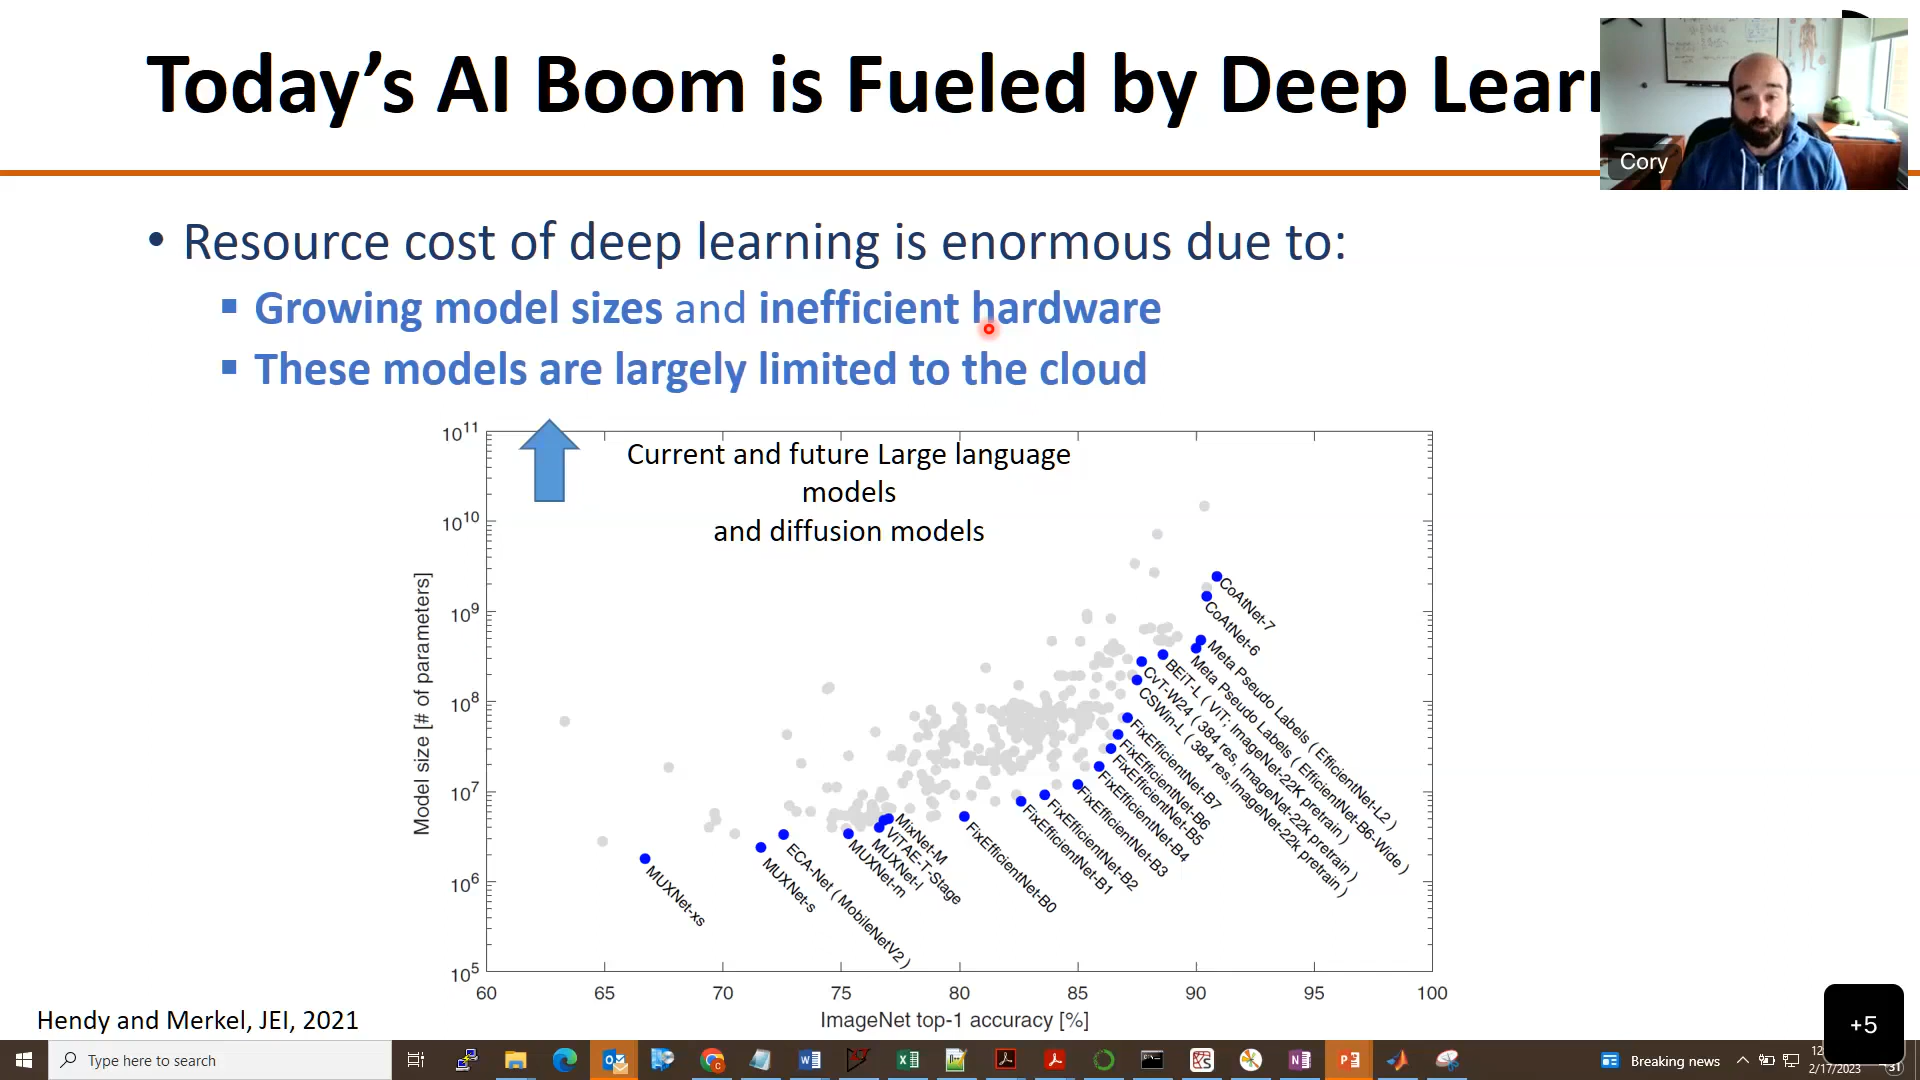 Today’s AI Boom is Fueled by Deep Lear
Cory
• Resource cost of deep learning is enormous due to:
▪ Growing model sizes and inefficient hardware
▪ These models are largely limited to the cloud
Current and future Large language
models
and diffusion models
Model size [# of parameters]
10^11
10^10
10^9
10^8
10^7
10^6
10^5
60 65 70 75 80 85 90 95 100
ImageNet top-1 accuracy [%]
MUXNet-xs
MUXNet-s
ECA-Net ( MobileNetV2 )
MUXNet-m
MUXNet-l
ViTAE-T-Stage
MixNet-M
FixEfficientNet-B0
FixEfficientNet-B1
FixEfficientNet-B2
FixEfficientNet-B3
FixEfficientNet-B4
FixEfficientNet-B5
FixEfficientNet-B6
FixEfficientNet-B7
CSWin-L ( 384 res,ImageNet-22k pretrain )
CvT-W24 ( 384 res, ImageNet-22k pretrain )
BEiT-L ( ViT; ImageNet-22K pretrain )
Meta Pseudo Labels ( EfficientNet-B6-Wide )
Meta Pseudo Labels ( EfficientNet-L2 )
CoAtNet-6
CoAtNet-7
Hendy and Merkel, JEI, 2021
+5
Type here to search
Breaking news
12
2/17/2023
31